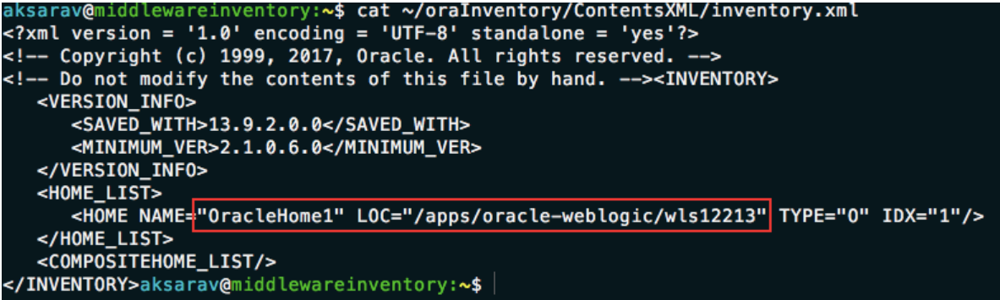 aksarav@middlewareinventory:~$ cat ~/oraInventory/ContentsXML/inventory.xml
<?xml version = '1.0' encoding = 'UTF-8' standalone = 'yes'?>
<!-- Copyright (c) 1999, 2017, Oracle. All rights reserved. -->
<!-- Do not modify the contents of this file by hand. --><INVENTORY>
   <VERSION_INFO>
      <SAVED_WITH>13.9.2.0.0</SAVED_WITH>
      <MINIMUM_VER>2.1.0.6.0</MINIMUM_VER>
   </VERSION_INFO>
   <HOME_LIST>
      <HOME NAME="OracleHome1" LOC="/apps/oracle-weblogic/wls12213" TYPE="O" IDX="1"/>
   </HOME_LIST>
   <COMPOSITEHOME_LIST/>
</INVENTORY>aksarav@middlewareinventory:~$